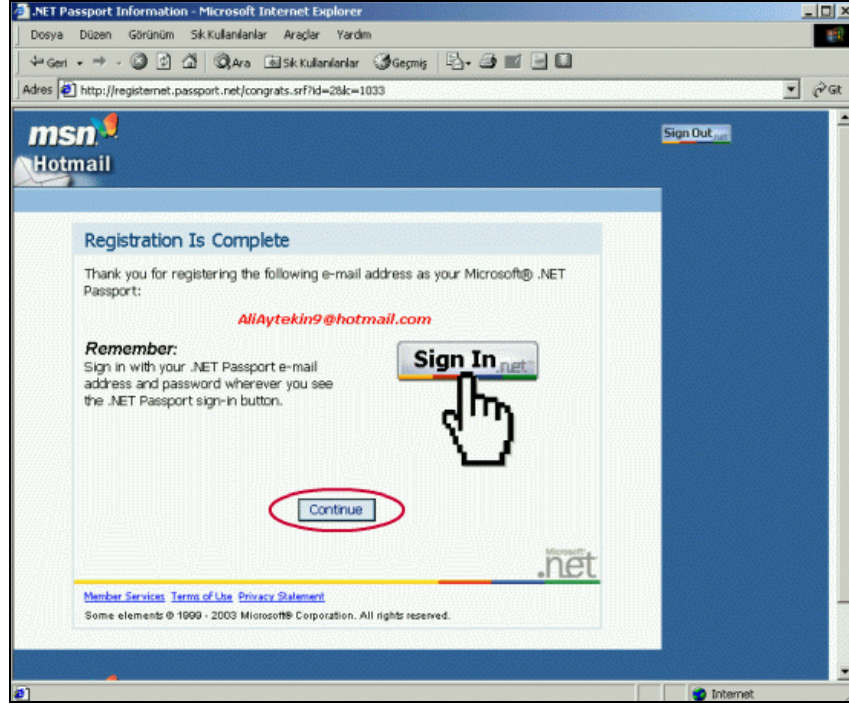 .NET Passport Information - Microsoft Internet Explorer
Dosya Düzen Görünüm Sık Kullanılanlar Araçlar Yardım
Geri Ara Sık Kullanılanlar Geçmiş
Adres http://registernet.passport.net/congrats.srf?id=2&lc=1033 Git
msn
Hotmail
Sign Out .net
Registration Is Complete
Thank you for registering the following e-mail address as your Microsoft® .NET
Passport:
AliAytekin9@hotmail.com
Remember:
Sign in with your .NET Passport e-mail
address and password wherever you see
the .NET Passport sign-in button.
Sign In .net™
Continue
Microsoft®
.net
Member Services Terms of Use Privacy Statement
Some elements © 1999 - 2003 Microsoft® Corporation. All rights reserved.
Internet